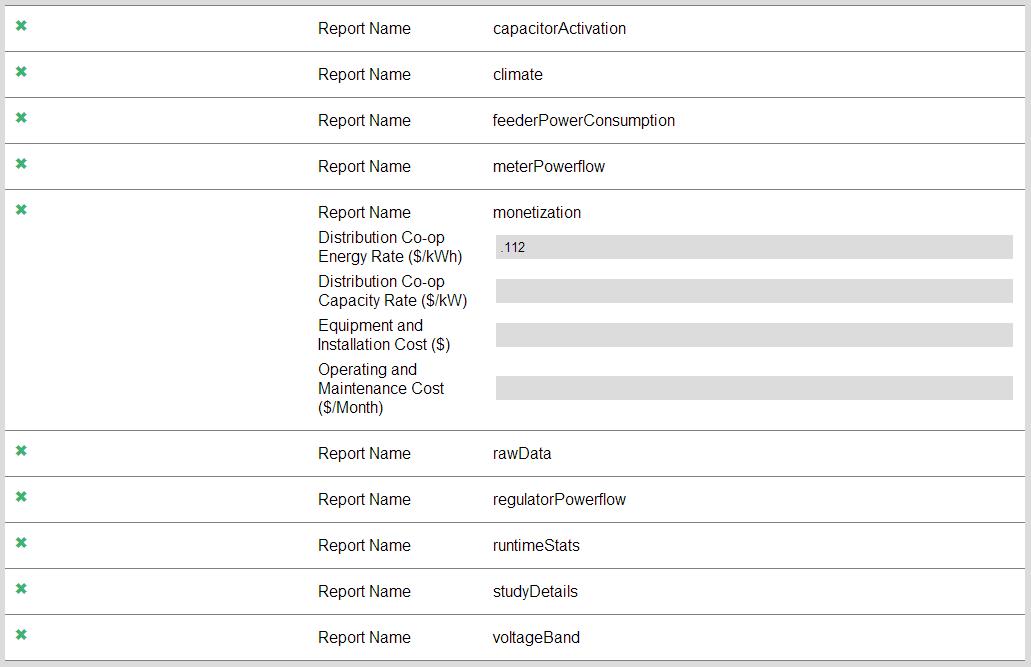 Report Name capacitorActivation
Report Name climate
Report Name feederPowerConsumption
Report Name meterPowerflow
Report Name monetization
Distribution Co-op
Energy Rate ($/kWh) .112
Distribution Co-op
Capacity Rate ($/kW)
Equipment and
Installation Cost ($)
Operating and
Maintenance Cost
($/Month)
Report Name rawData
Report Name regulatorPowerflow
Report Name runtimeStats
Report Name studyDetails
Report Name voltageBand